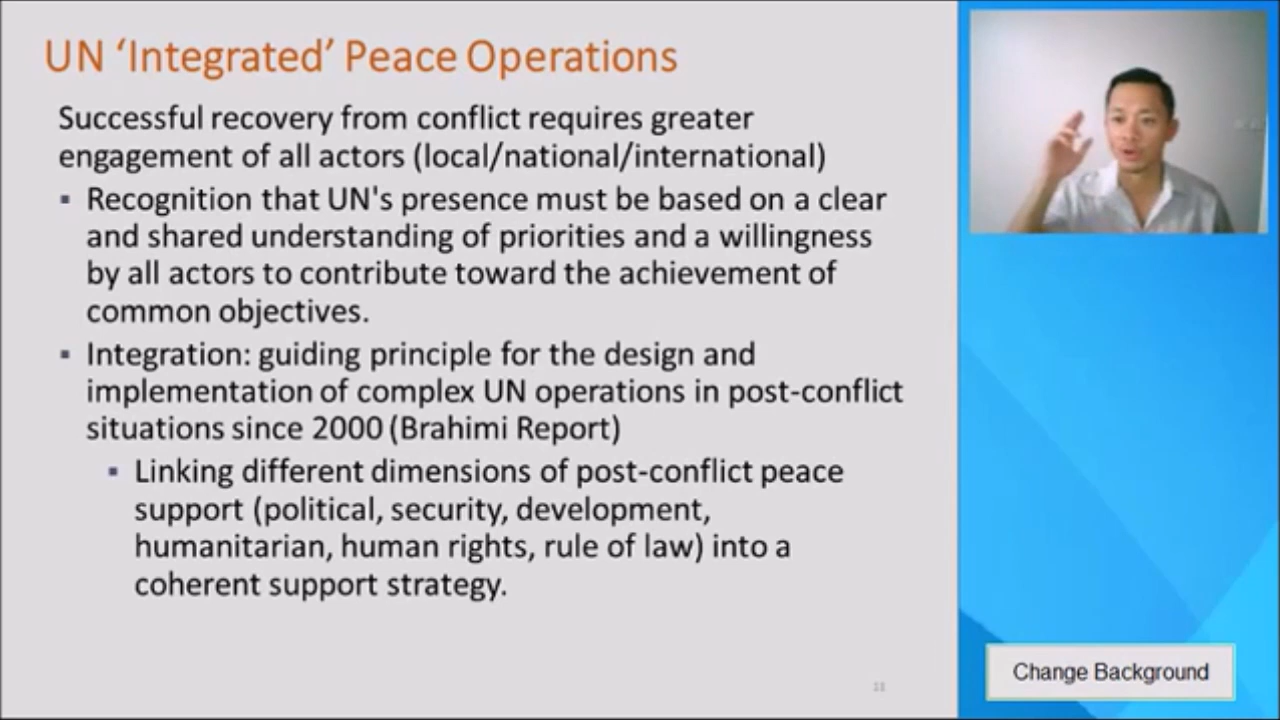 UN ‘Integrated’ Peace Operations
Successful recovery from conflict requires greater
engagement of all actors (local/national/international)
▪ Recognition that UN's presence must be based on a clear
and shared understanding of priorities and a willingness
by all actors to contribute toward the achievement of
common objectives.
▪ Integration: guiding principle for the design and
implementation of complex UN operations in post-conflict
situations since 2000 (Brahimi Report)
▪ Linking different dimensions of post-conflict peace
support (political, security, development,
humanitarian, human rights, rule of law) into a
coherent support strategy.
Change Background